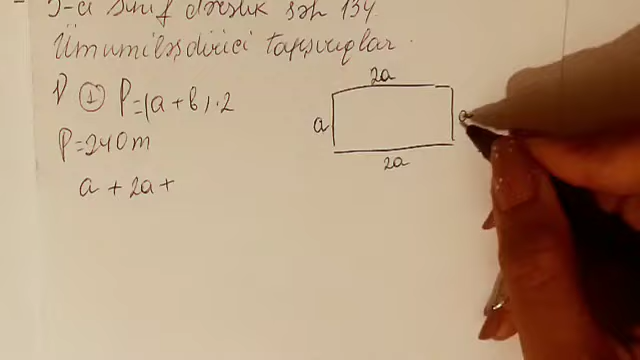 5-ci sinif dərslik səh 134.
Ümumiləşdirici tapşırıqlar.
P ① P=(a+b)·2
P=240m
a + 2a +
2a
a
a
2a